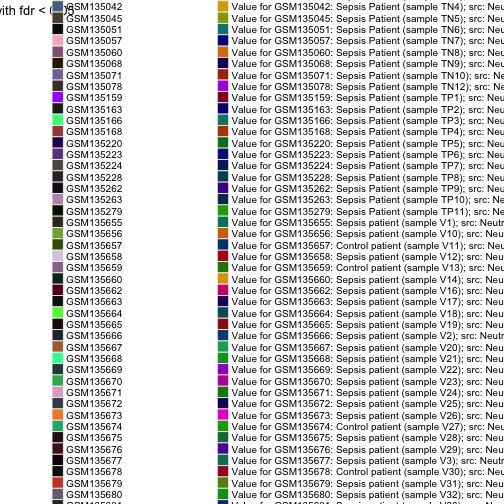 with fdr < 0.05
GSM135042 Value for GSM135042: Sepsis Patient (sample TN4); src: Neu
GSM135045 Value for GSM135045: Sepsis Patient (sample TN5); src: Neu
GSM135051 Value for GSM135051: Sepsis Patient (sample TN6); src: Neu
GSM135057 Value for GSM135057: Sepsis Patient (sample TN7); src: Neu
GSM135060 Value for GSM135060: Sepsis Patient (sample TN8); src: Neu
GSM135068 Value for GSM135068: Sepsis Patient (sample TN9); src: Neu
GSM135071 Value for GSM135071: Sepsis Patient (sample TN10); src: Ne
GSM135078 Value for GSM135078: Sepsis Patient (sample TN12); src: Ne
GSM135159 Value for GSM135159: Sepsis Patient (sample TP1); src: Neu
GSM135163 Value for GSM135163: Sepsis Patient (sample TP2); src: Neu
GSM135166 Value for GSM135166: Sepsis Patient (sample TP3); src: Neu
GSM135168 Value for GSM135168: Sepsis Patient (sample TP4); src: Neu
GSM135220 Value for GSM135220: Sepsis Patient (sample TP5); src: Neu
GSM135223 Value for GSM135223: Sepsis Patient (sample TP6); src: Neu
GSM135224 Value for GSM135224: Sepsis Patient (sample TP7); src: Neu
GSM135228 Value for GSM135228: Sepsis Patient (sample TP8); src: Neu
GSM135262 Value for GSM135262: Sepsis Patient (sample TP9); src: Neu
GSM135263 Value for GSM135263: Sepsis Patient (sample TP10); src: Neu
GSM135279 Value for GSM135279: Sepsis Patient (sample TP11); src: Neu
GSM135655 Value for GSM135655: Sepsis patient (sample V1); src: Neutr
GSM135656 Value for GSM135656: Sepsis patient (sample V10); src: Neu
GSM135657 Value for GSM135657: Control patient (sample V11); src: Neu
GSM135658 Value for GSM135658: Sepsis patient (sample V12); src: Neu
GSM135659 Value for GSM135659: Control patient (sample V13); src: Neu
GSM135660 Value for GSM135660: Sepsis patient (sample V14); src: Neu
GSM135662 Value for GSM135662: Sepsis patient (sample V16); src: Neu
GSM135663 Value for GSM135663: Sepsis patient (sample V17); src: Neu
GSM135664 Value for GSM135664: Sepsis patient (sample V18); src: Neu
GSM135665 Value for GSM135665: Sepsis patient (sample V19); src: Neu
GSM135666 Value for GSM135666: Sepsis patient (sample V2); src: Neutr
GSM135667 Value for GSM135667: Sepsis patient (sample V20); src: Neu
GSM135668 Value for GSM135668: Sepsis patient (sample V21); src: Neu
GSM135669 Value for GSM135669: Sepsis patient (sample V22); src: Neu
GSM135670 Value for GSM135670: Sepsis patient (sample V23); src: Neu
GSM135671 Value for GSM135671: Sepsis patient (sample V24); src: Neu
GSM135672 Value for GSM135672: Sepsis patient (sample V25); src: Neu
GSM135673 Value for GSM135673: Sepsis patient (sample V26); src: Neu
GSM135674 Value for GSM135674: Control patient (sample V27); src: Neu
GSM135675 Value for GSM135675: Sepsis patient (sample V28); src: Neu
GSM135676 Value for GSM135676: Sepsis patient (sample V29); src: Neu
GSM135677 Value for GSM135677: Sepsis patient (sample V3); src: Neutr
GSM135678 Value for GSM135678: Control patient (sample V30); src: Neu
GSM135679 Value for GSM135679: Sepsis patient (sample V31); src: Neu
GSM135680 Value for GSM135680: Sepsis patient (sample V32); src: Neu